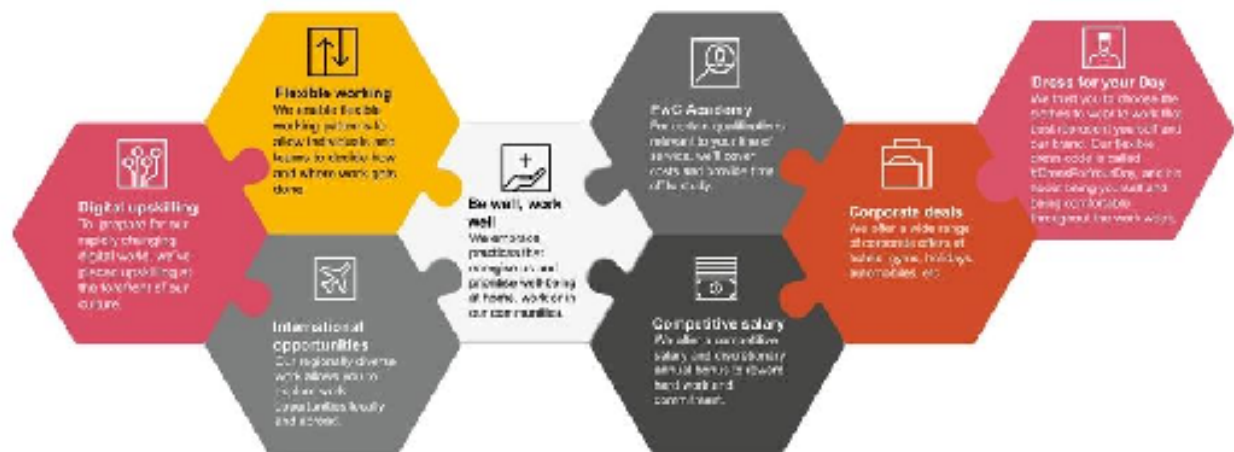 Digital upskilling
To prepare for our
rapidly changing
digital world, we've
placed upskilling at
the forefront of our
culture.
Flexible working
We enable flexible
working patterns to
allow individuals and
teams to decide how
and where work gets
done.
International
opportunities
Our regionally diverse
work allows you to
explore work
opportunities locally
and abroad.
Be well, work
well
We embrace
practices that
energise us and
prioritise well-being
at home, work or in
our communities.
PwC Academy
For certain qualifications
relevant to your line of
service, we'll cover
costs and provide time
off to study.
Competitive salary
We offer a competitive
salary and discretionary
annual bonus to reward
hard work and
commitment.
Corporate deals
We offer a wide range
of corporate offers at
hotels, gyms, holidays,
automobiles, etc
Dress for your Day
We trust you to choose the
clothes to wear to work that
best represent yourself and
our brand. Our flexible
dress code is called
#DressForYourDay, and it's
about being yourself and
being comfortable
throughout the work